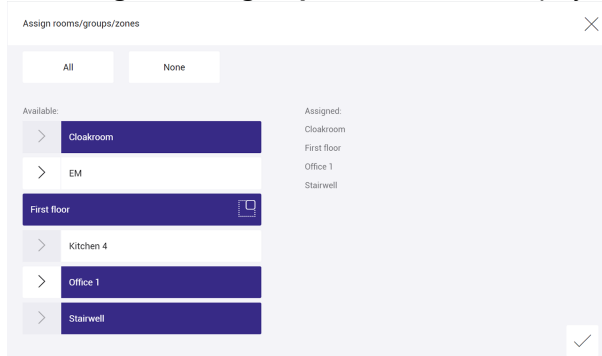 Assign rooms/groups/zones
All
None
Available:
Cloakroom
EM
First floor
Kitchen 4
Office 1
Stairwell
Assigned:
Cloakroom
First floor
Office 1
Stairwell